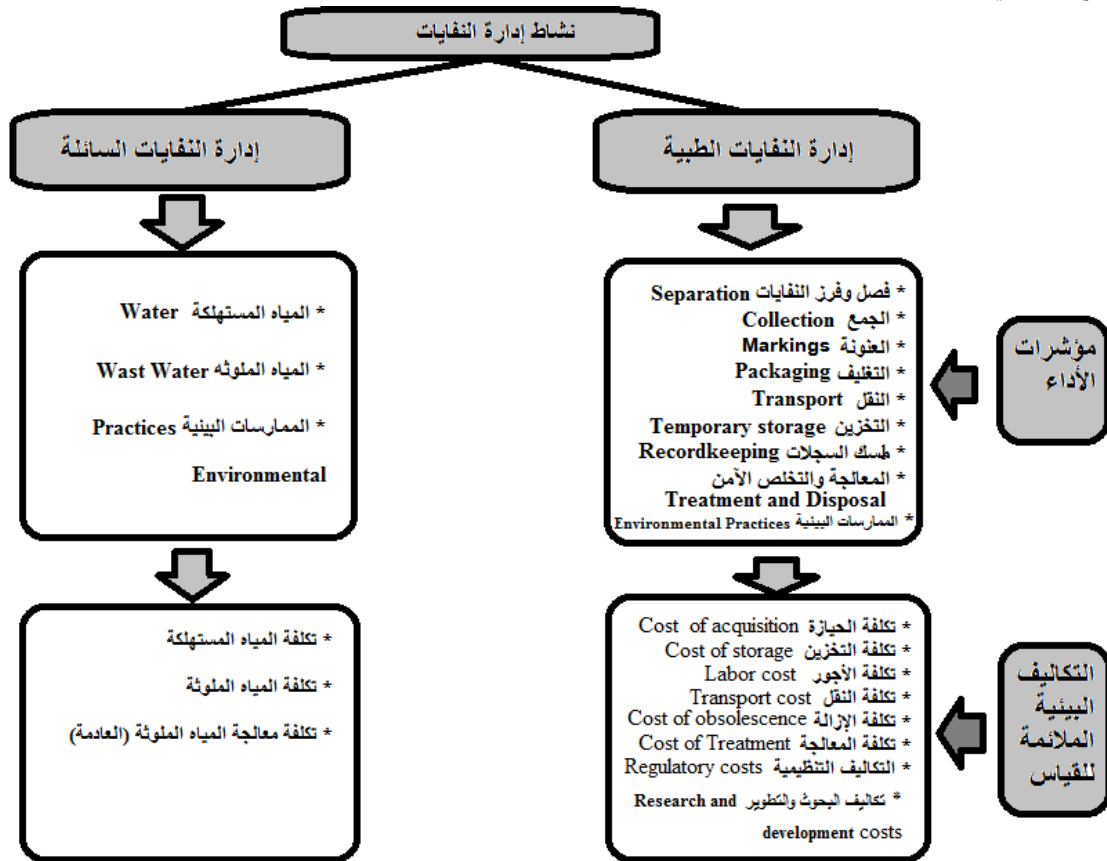 نشاط إدارة النفايات
إدارة النفايات الطبية
إدارة النفايات السائلة
* فصل وفرز النفايات Separation
* الجمع Collection
* العنونة Markings
* التغليف Packaging
* النقل Transport
* التخزين Temporary storage
* مسك السجلات Recordkeeping
* المعالجة والتخلص الآمن
Treatment and Disposal
* الممارسات البيئية Environmental Practices
مؤشرات
الأداء
* المياه المستهلكة Water
* المياه الملوثه Wast Water
* الممارسات البيئية Practices
Environmental
* تكلفة الحيازة Cost of acquisition
* تكلفة التخزين Cost of storage
* تكلفة الأجور Labor cost
* تكلفة النقل Transport cost
* تكلفة الإزالة Cost of obsolescence
* تكلفة المعالجة Cost of Treatment
* التكاليف التنظيمية Regulatory costs
* تكاليف البحوث والتطوير Research and
development costs
التكاليف
البيئية
الملائمة
للقياس
* تكلفة المياه المستهلكة
* تكلفة المياه الملوثة
* تكلفة معالجة المياه الملوثة (العادمة)